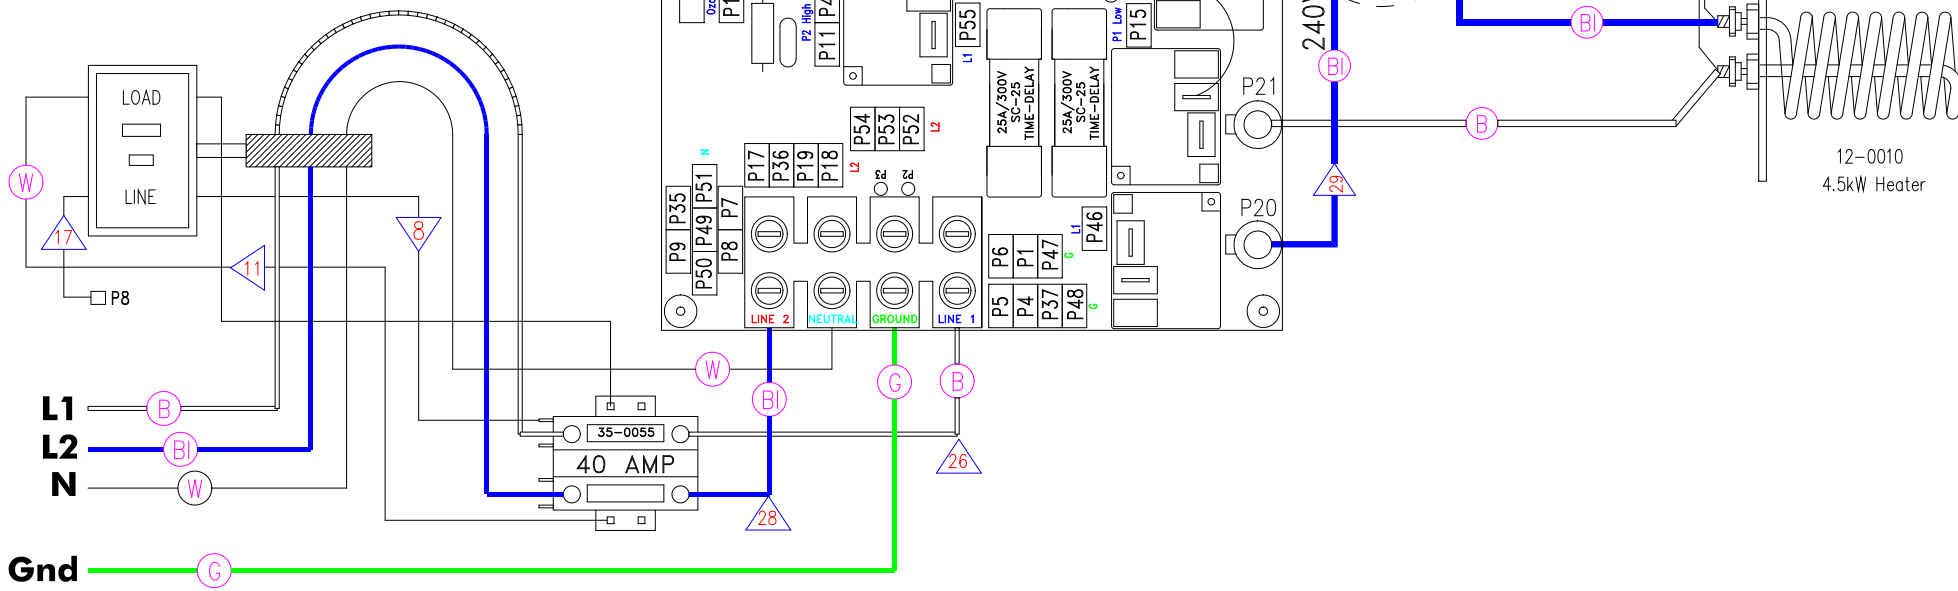 Ozo
P1
P2 High
P11
P4
P55
L1
25A/300V
SC-25
TIME-DELAY
25A/300V
SC-25
TIME-DELAY
P1 Low
P15
240V
Bl
Bl
P21
B
12-0010
4.5kW Heater
LOAD
LINE
W
17
11
8
P8
P54
P53
P52
L2
N
P17
P36
P19
P18
L2
P3
P2
P35
P51
P7
P9
P49
P8
P50
29
P20
L1
P46
P6
P1
P47
G
P5
P4
P37
P48
G
LINE 2
NEUTRAL
GROUND
LINE 1
W
Bl
G
B
L1
B
L2
Bl
N
W
35-0055
40 AMP
26
28
Gnd
G